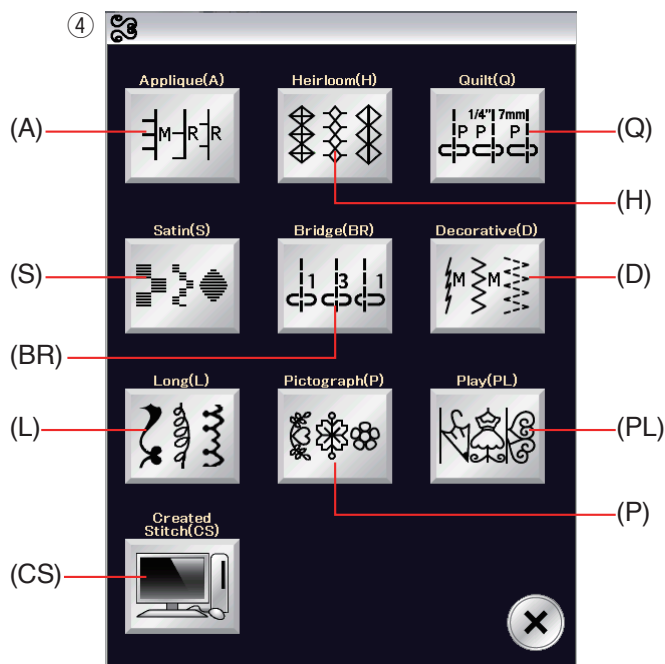 ④
Applique(A) Heirloom(H) Quilt(Q)
(A) M R R 1/4" 7mm P P P (Q)
(H)
Satin(S) Bridge(BR) Decorative(D)
(S) 1 3 1 M M (D)
(BR)
Long(L) Pictograph(P) Play(PL)
(L) (PL)
(P)
Created
Stitch(CS)
(CS)